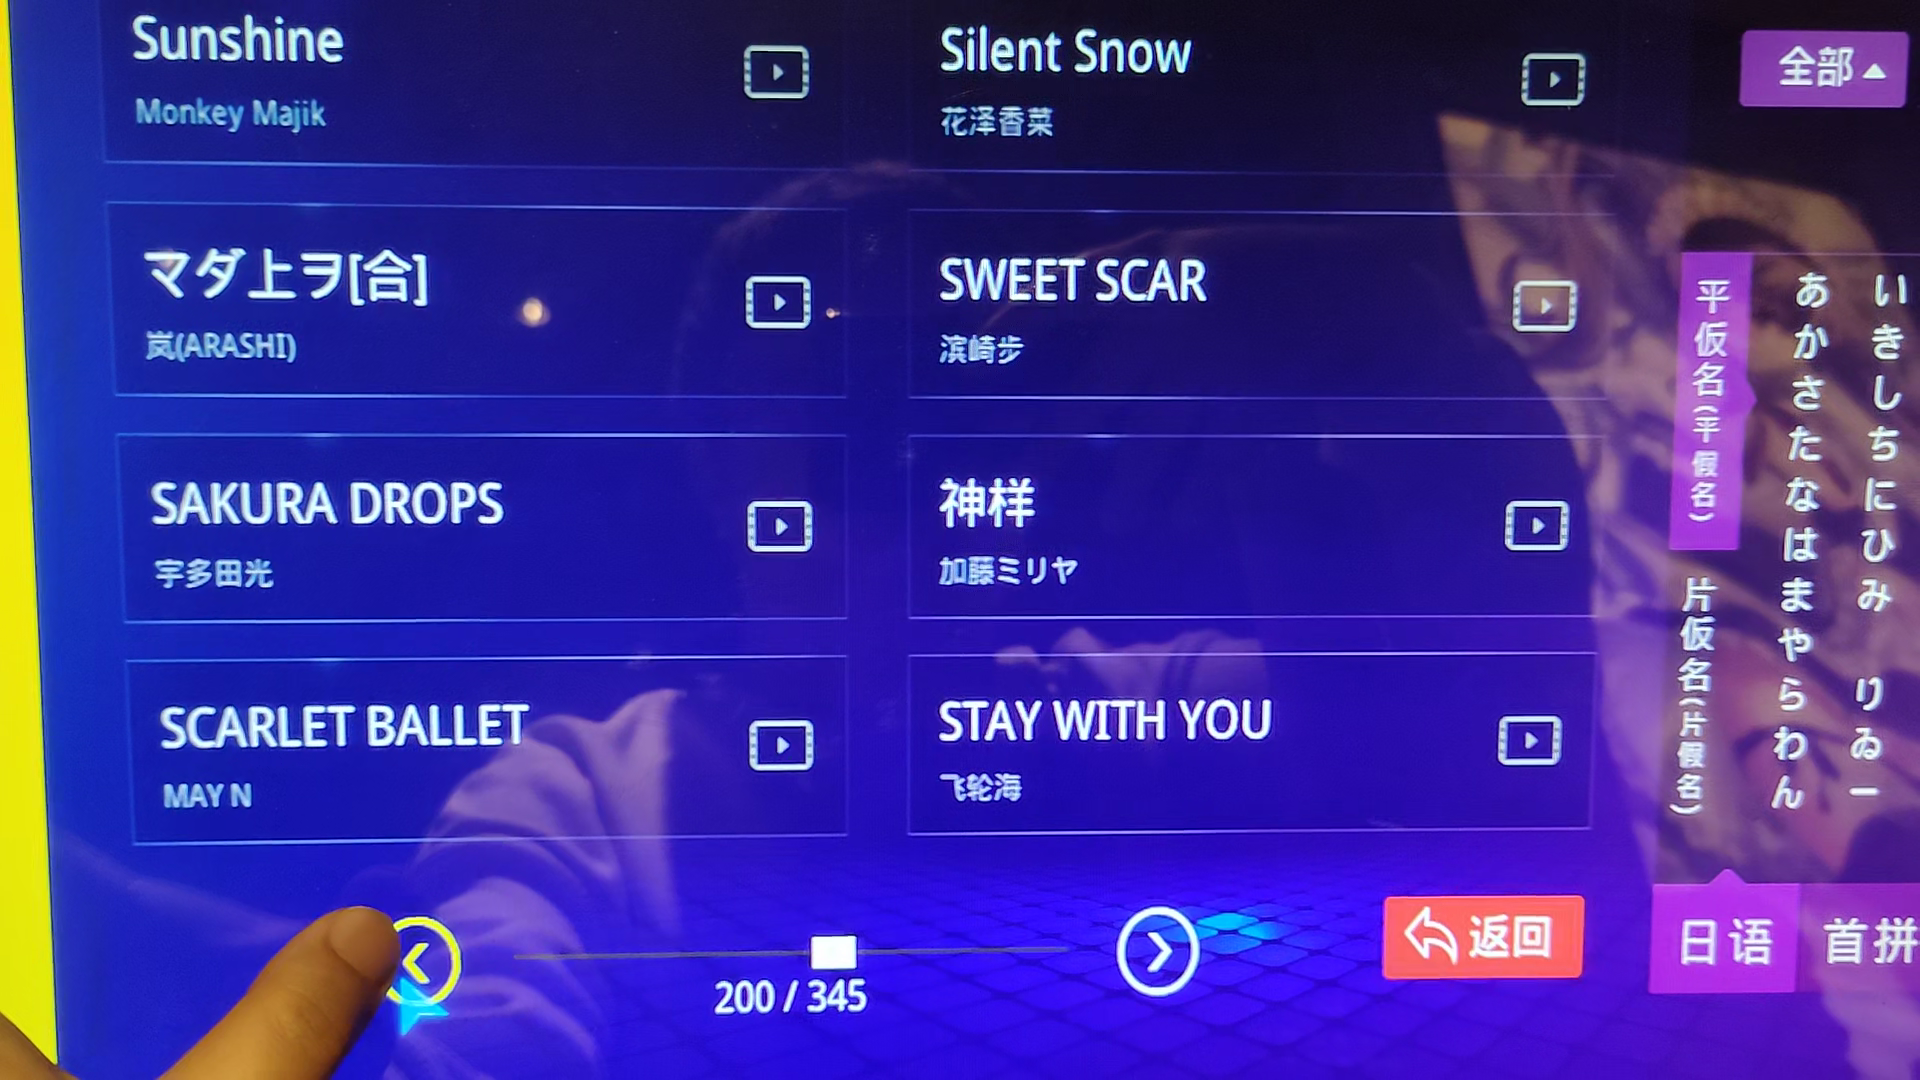 Sunshine
Monkey Majik
Silent Snow
花泽香菜
マダ上ヲ[合]
岚(ARASHI)
SWEET SCAR
滨崎步
SAKURA DROPS
宇多田光
神样
加藤ミリヤ
SCARLET BALLET
MAY N
STAY WITH YOU
飞轮海
200 / 345
返回
全部
平仮名(平假名)
片仮名(片假名)
あかさたなはまやらわん
いきしちにひみ りゐー
日语
首拼